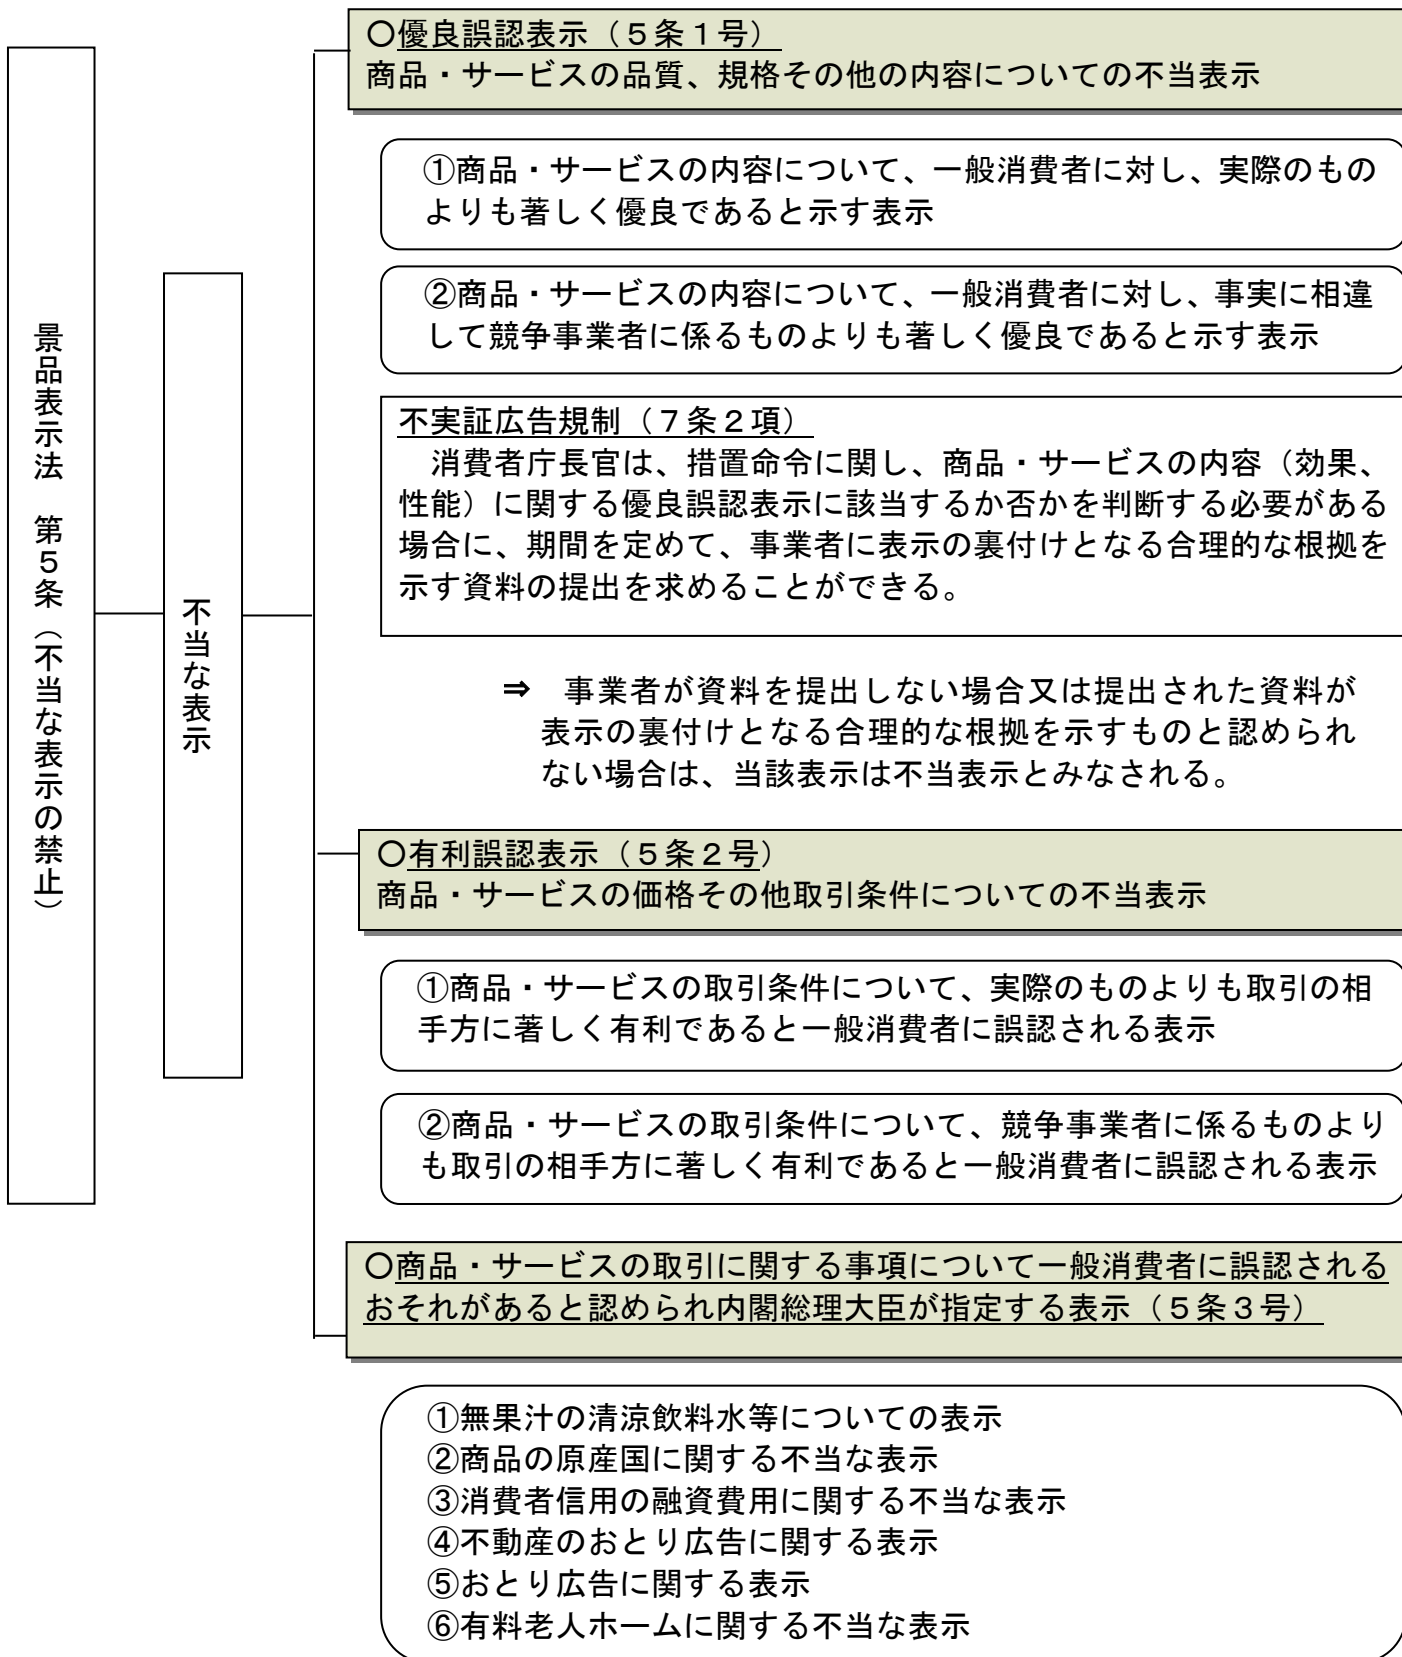 景品表示法　第５条（不当な表示の禁止）
不当な表示
〇優良誤認表示（５条１号）
商品・サービスの品質、規格その他の内容についての不当表示
①商品・サービスの内容について、一般消費者に対し、実際のもの
よりも著しく優良であると示す表示
②商品・サービスの内容について、一般消費者に対し、事実に相違
して競争事業者に係るものよりも著しく優良であると示す表示
不実証広告規制（７条２項）
　消費者庁長官は、措置命令に関し、商品・サービスの内容（効果、
性能）に関する優良誤認表示に該当するか否かを判断する必要がある
場合に、期間を定めて、事業者に表示の裏付けとなる合理的な根拠を
示す資料の提出を求めることができる。
⇒　事業者が資料を提出しない場合又は提出された資料が
表示の裏付けとなる合理的な根拠を示すものと認められ
ない場合は、当該表示は不当表示とみなされる。
〇有利誤認表示（５条２号）
商品・サービスの価格その他取引条件についての不当表示
①商品・サービスの取引条件について、実際のものよりも取引の相
手方に著しく有利であると一般消費者に誤認される表示
②商品・サービスの取引条件について、競争事業者に係るものより
も取引の相手方に著しく有利であると一般消費者に誤認される表示
〇商品・サービスの取引に関する事項について一般消費者に誤認される
おそれがあると認められ内閣総理大臣が指定する表示（５条３号）
①無果汁の清涼飲料水等についての表示
②商品の原産国に関する不当な表示
③消費者信用の融資費用に関する不当な表示
④不動産のおとり広告に関する表示
⑤おとり広告に関する表示
⑥有料老人ホームに関する不当な表示